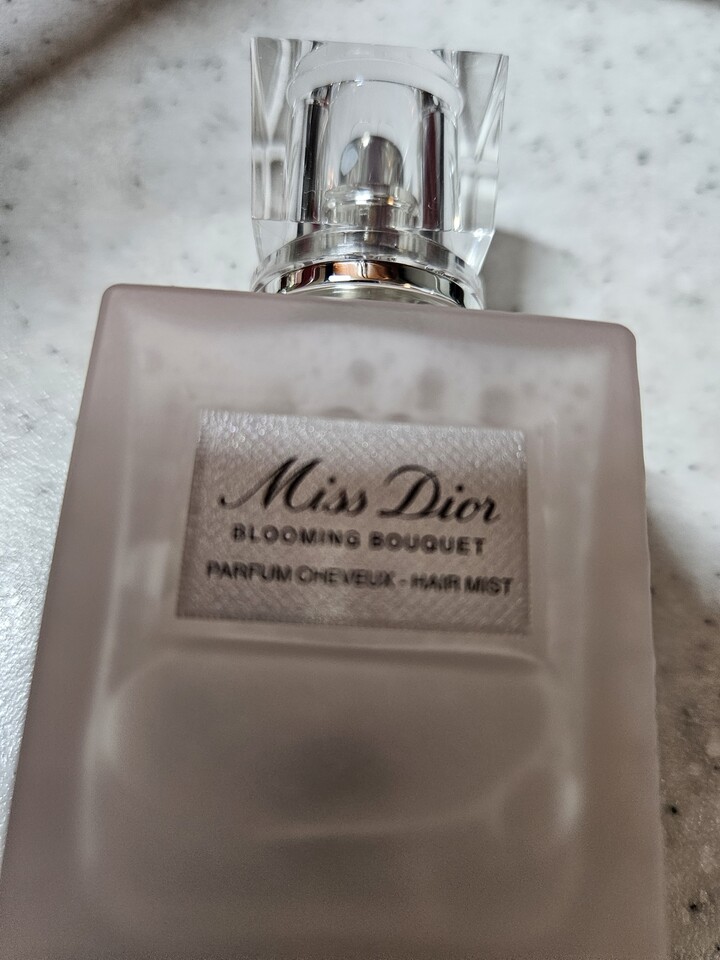 Miss Dior
BLOOMING BOUQUET
PARFUM CHEVEUX - HAIR MIST